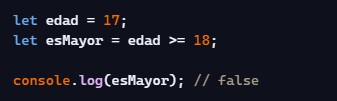 let edad = 17;
let esMayor = edad >= 18;
console.log(esMayor); // false